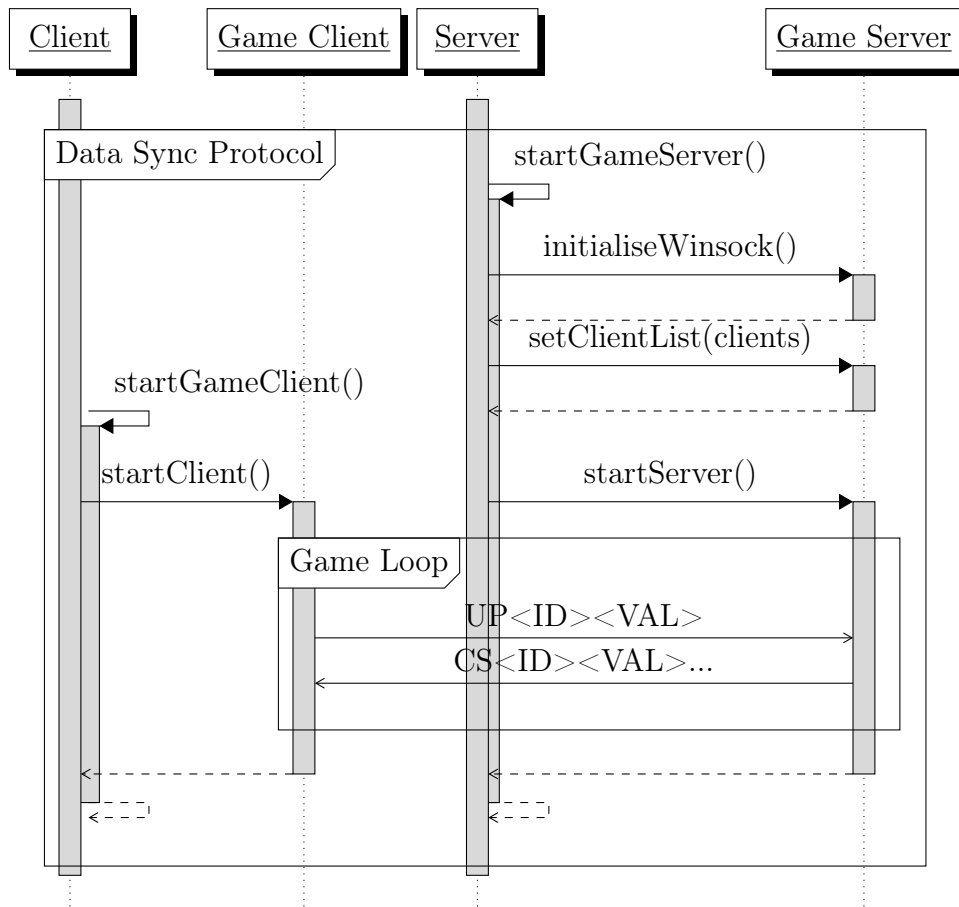 Client
Game Client
Server
Game Server
Data Sync Protocol
startGameServer()
initialiseWinsock()
setClientList(clients)
startGameClient()
startClient()
startServer()
Game Loop
UP<ID><VAL>
CS<ID><VAL>...